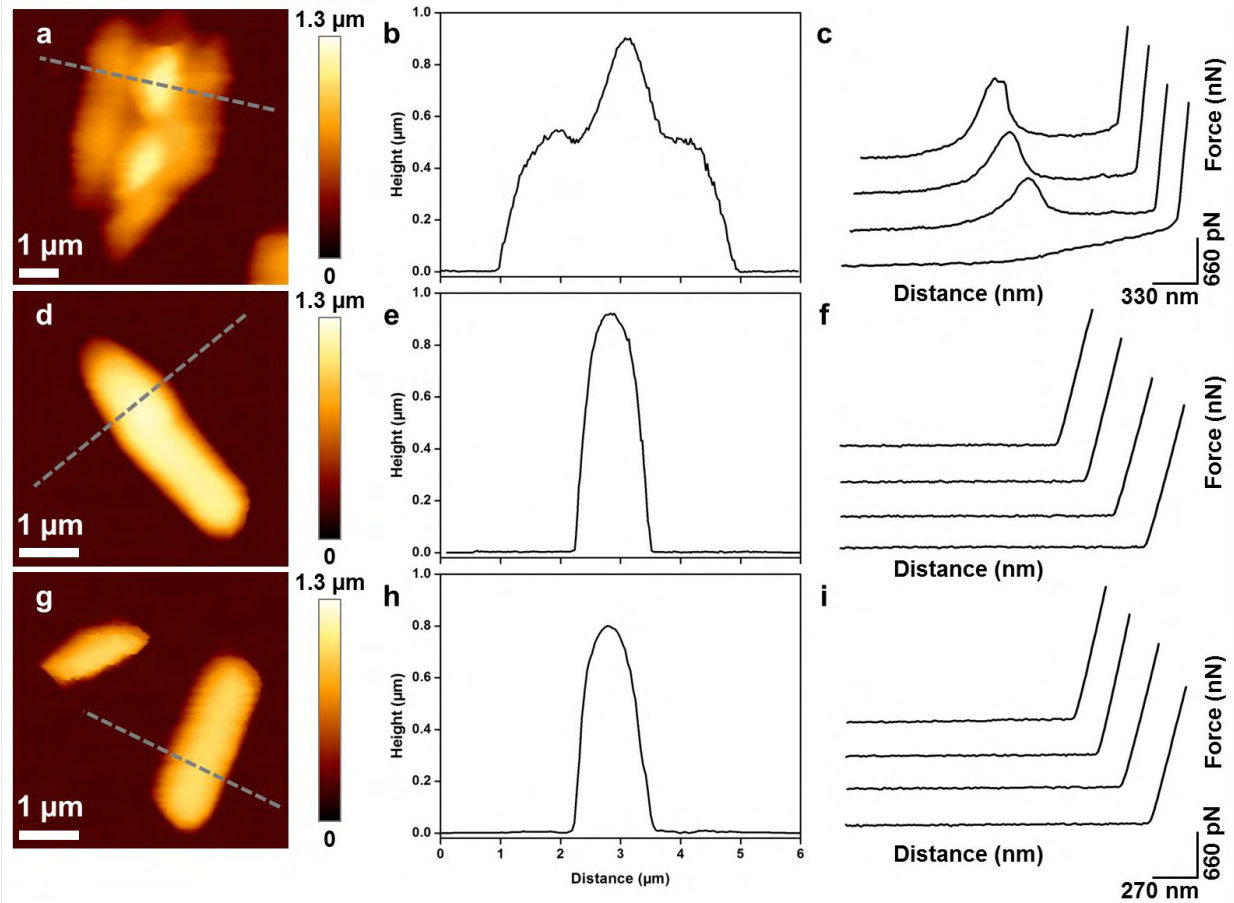 a
1 µm
1.3 µm
0
b
1.0
0.8
0.6
0.4
0.2
0.0
Height (µm)
c
Force (nN)
Distance (nm)
660 pN
330 nm
d
1 µm
1.3 µm
0
e
1.0
0.8
0.6
0.4
0.2
0.0
Height (µm)
f
Force (nN)
Distance (nm)
g
1 µm
1.3 µm
0
h
1.0
0.8
0.6
0.4
0.2
0.0
Height (µm)
0 1 2 3 4 5 6
Distance (µm)
i
Force (nN)
Distance (nm)
660 pN
270 nm